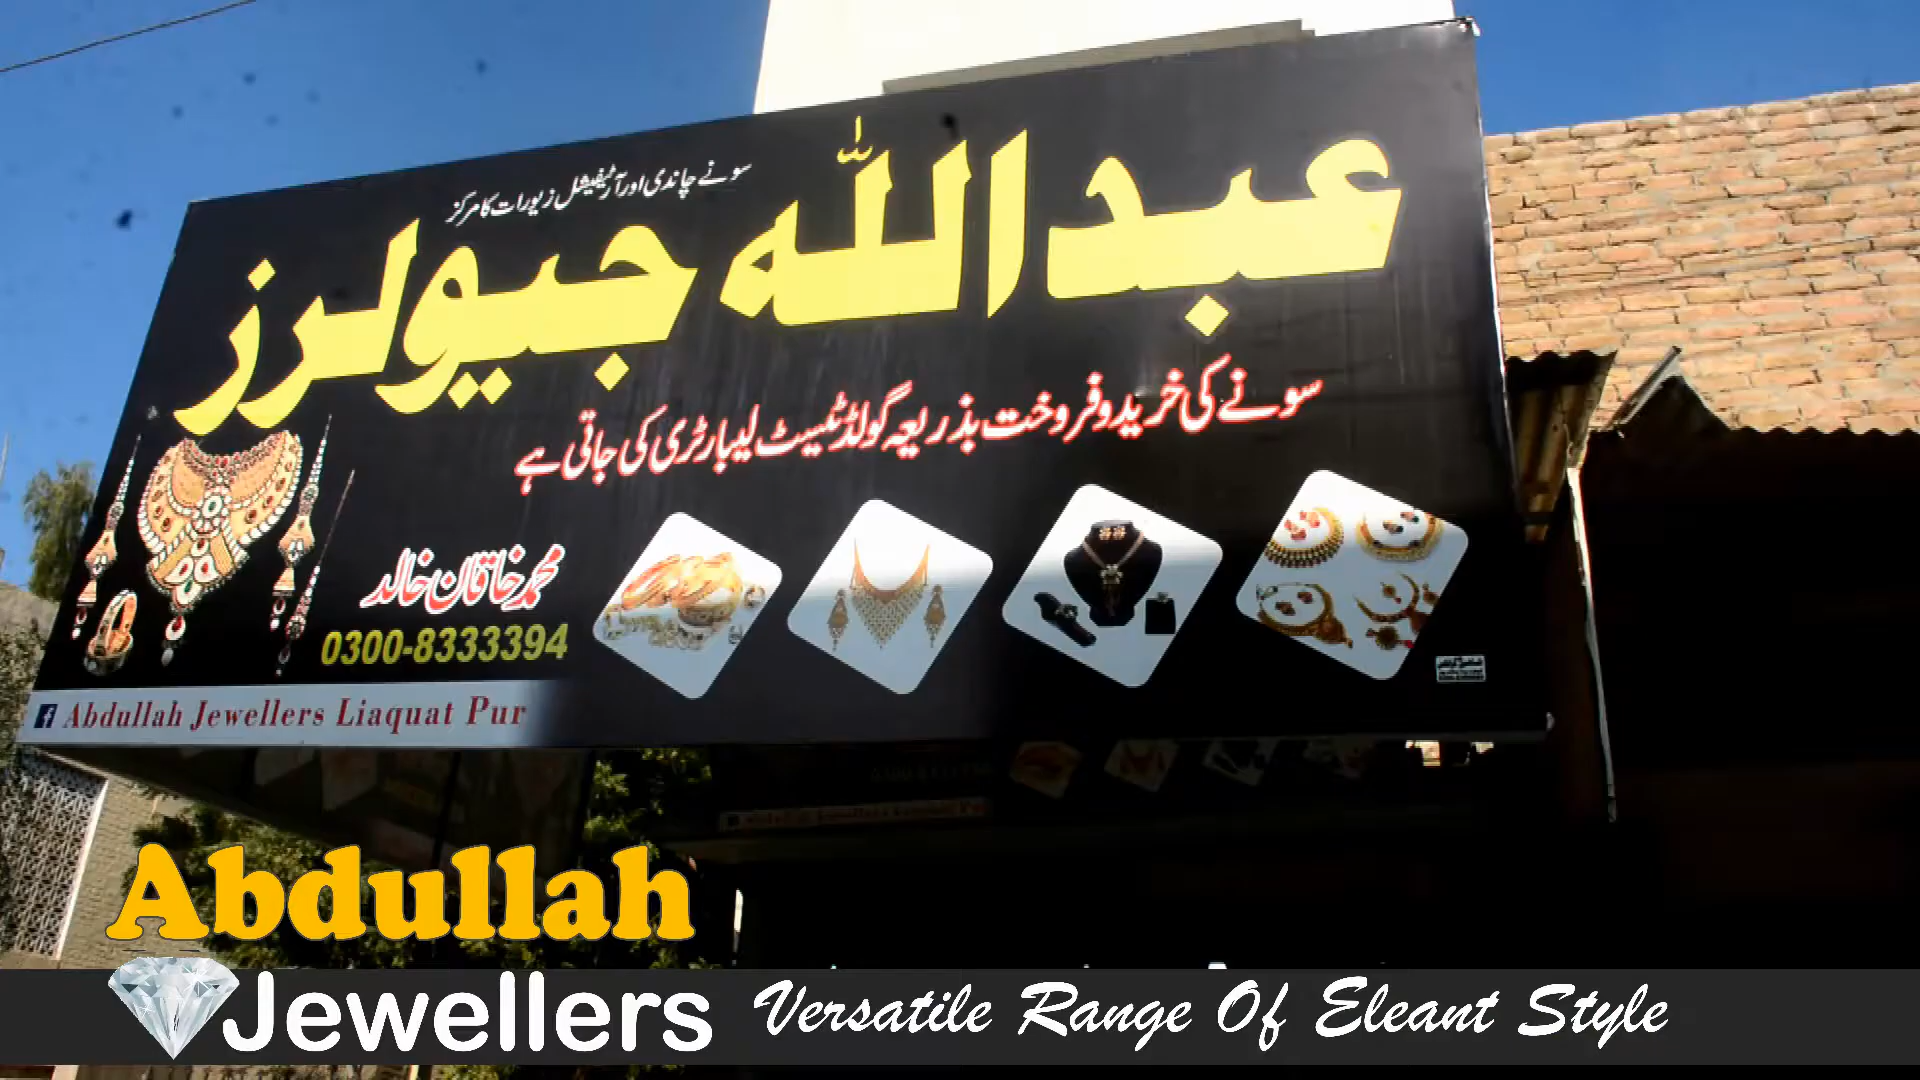 سونے چاندی اور آرٹیفیشل زیورات کا مرکز
عبداللہ جیولرز
سونے کی خرید و فروخت بذریعہ گولڈ ٹیسٹ لیبارٹری کی جاتی ہے
محمد خاقان خالد
0300-8333394
Abdullah Jewellers Liaquat Pur
Abdullah
Jewellers
Versatile Range Of Eleant Style